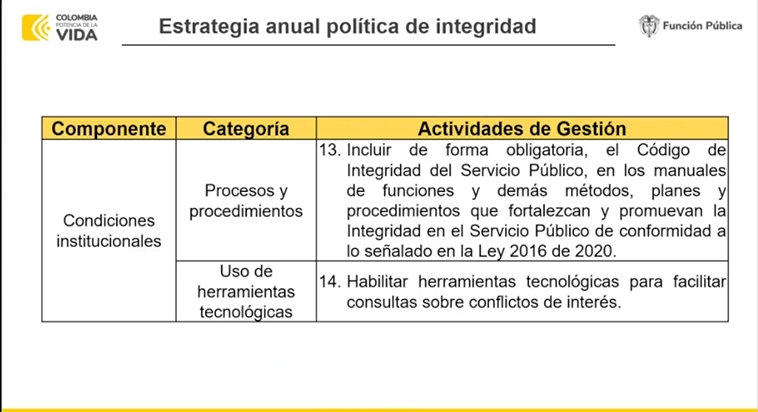 COLOMBIA
POTENCIA DE LA
VIDA
Estrategia anual política de integridad
Función Pública
Componente
Categoría
Actividades de Gestión
Condiciones
institucionales
Procesos y
procedimientos
13. Incluir de forma obligatoria, el Código de
Integridad del Servicio Público, en los manuales
de funciones y demás métodos, planes y
procedimientos que fortalezcan y promuevan la
Integridad en el Servicio Público de conformidad a
lo señalado en la Ley 2016 de 2020.
Uso de
herramientas
tecnológicas
14. Habilitar herramientas tecnológicas para facilitar
consultas sobre conflictos de interés.